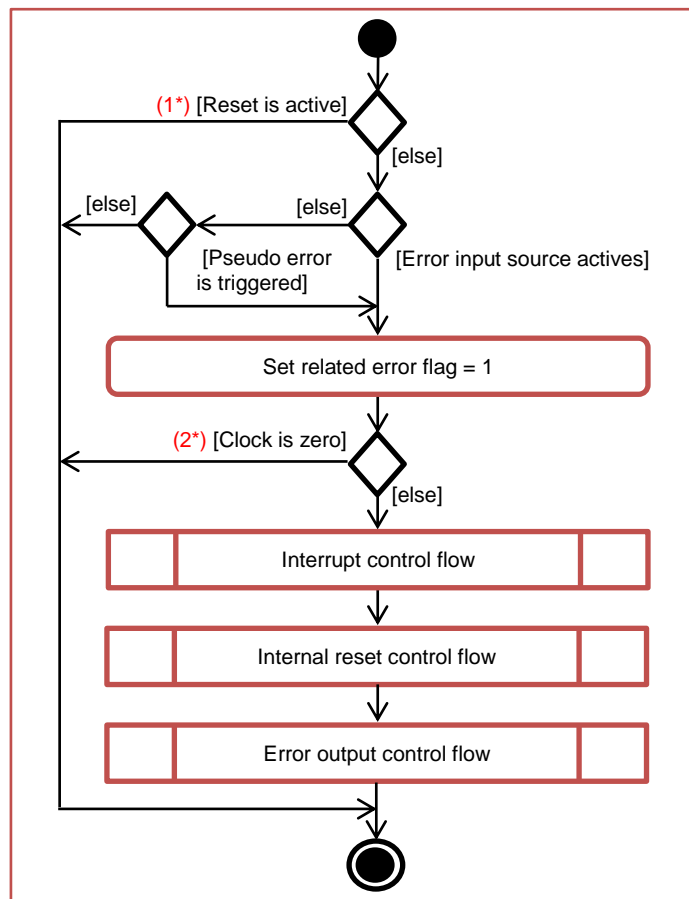 (1*) [Reset is active]
[else]
[else]
[else]
[Pseudo error
is triggered]
[Error input source actives]
Set related error flag = 1
(2*) [Clock is zero]
[else]
Interrupt control flow
Internal reset control flow
Error output control flow